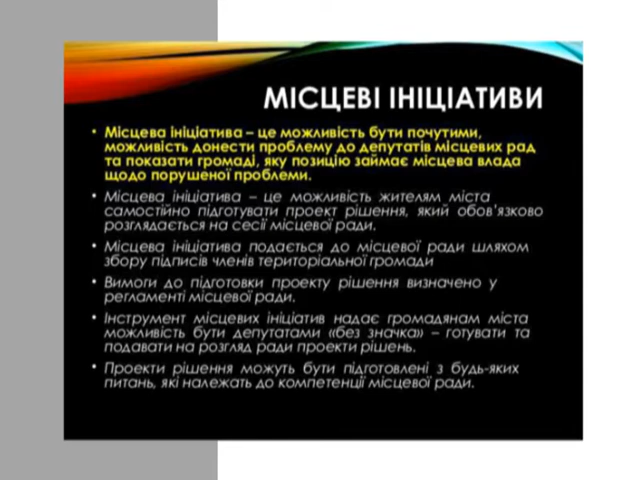 МІСЦЕВІ ІНІЦІАТИВИ
• Місцева ініціатива – це можливість бути почутими,
можливість донести проблему до депутатів місцевих рад
та показати громаді, яку позицію займає місцева влада
щодо порушеної проблеми.
• Місцева ініціатива – це можливість жителям міста
самостійно підготувати проект рішення, який обов'язково
розглядається на сесії місцевої ради.
• Місцева ініціатива подається до місцевої ради шляхом
збору підписів членів територіальної громади
• Вимоги до підготовки проекту рішення визначено у
регламенті місцевої ради.
• Інструмент місцевих ініціатив надає громадянам міста
можливість бути депутатами «без значка» – готувати та
подавати на розгляд ради проекти рішень.
• Проекти рішення можуть бути підготовлені з будь-яких
питань, які належать до компетенції місцевої ради.